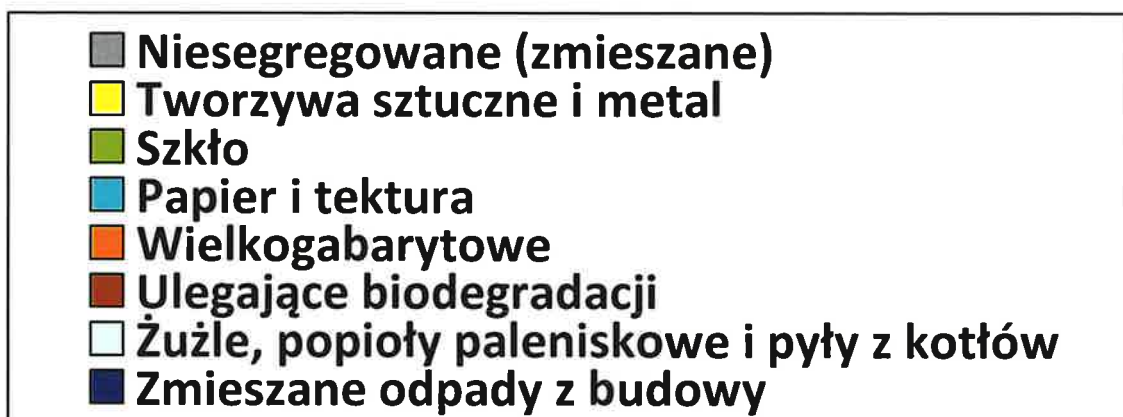 Niesegregowane (zmieszane)
Tworzywa sztuczne i metal
Szkło
Papier i tektura
Wielkogabarytowe
Ulegające biodegradacji
Żużle, popioły paleniskowe i pyły z kotłów
Zmieszane odpady z budowy